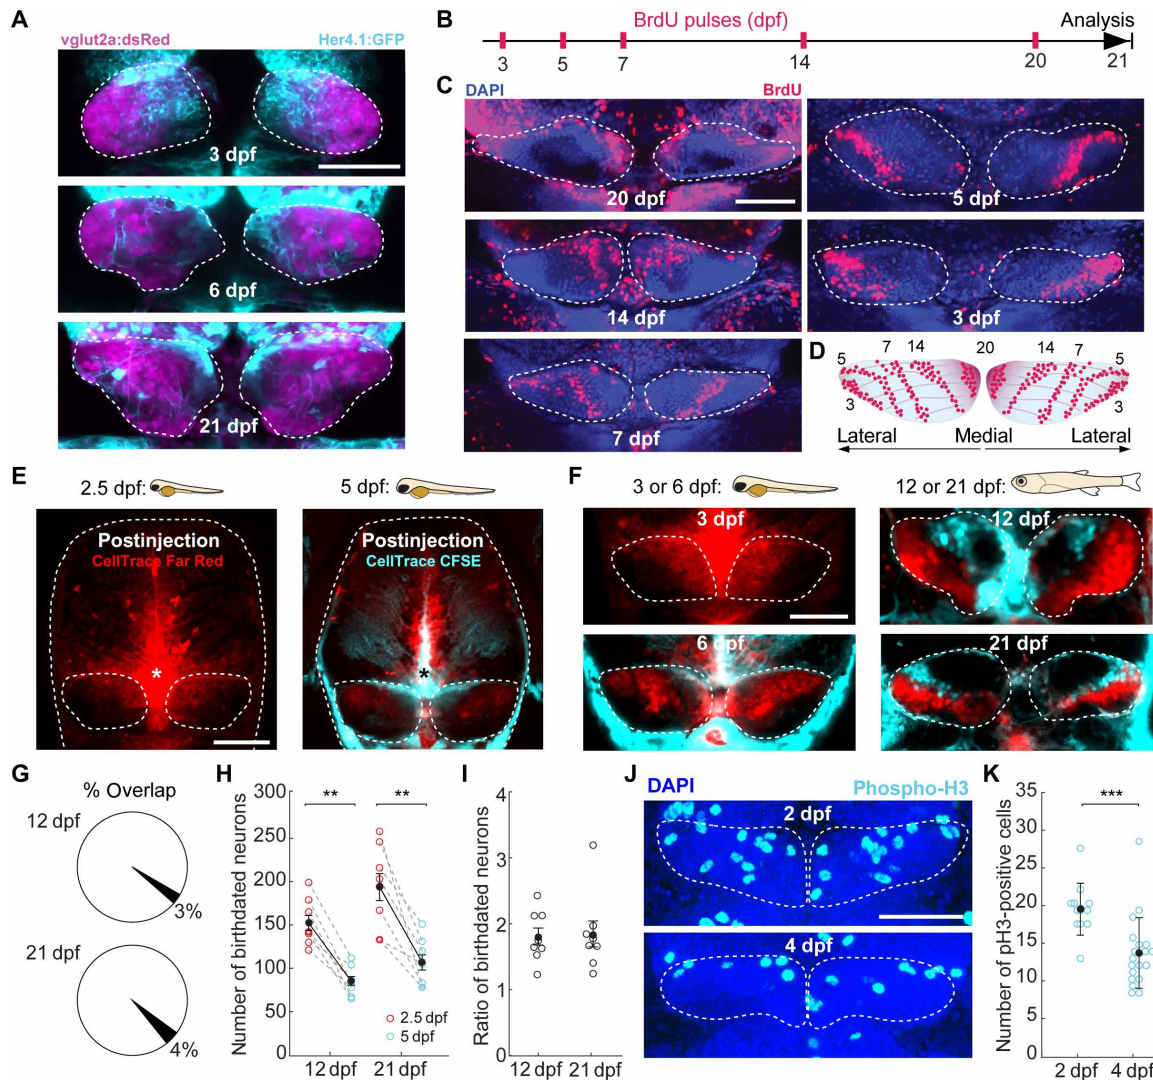 A
vglut2a:dsRed
Her4.1:GFP
3 dpf
6 dpf
21 dpf
B
BrdU pulses (dpf)
Analysis
3
5
7
14
20
21
C
DAPI
BrdU
20 dpf
5 dpf
14 dpf
3 dpf
7 dpf
D
5
7
14
20
14
7
5
3
3
Lateral
Medial
Lateral
E
2.5 dpf:
5 dpf:
Postinjection
CellTrace Far Red
*
Postinjection
CellTrace CFSE
*
F
3 or 6 dpf:
12 or 21 dpf:
3 dpf
12 dpf
6 dpf
21 dpf
G
% Overlap
12 dpf
3%
21 dpf
4%
H
Number of birthdated neurons
300
250
200
150
100
50
0
**
**
2.5 dpf
5 dpf
12 dpf
21 dpf
I
Ratio of birthdated neurons
4
3
2
1
0
12 dpf
21 dpf
J
DAPI
Phospho-H3
2 dpf
4 dpf
K
Number of pH3-positive cells
35
30
25
20
15
10
5
0
***
2 dpf
4 dpf